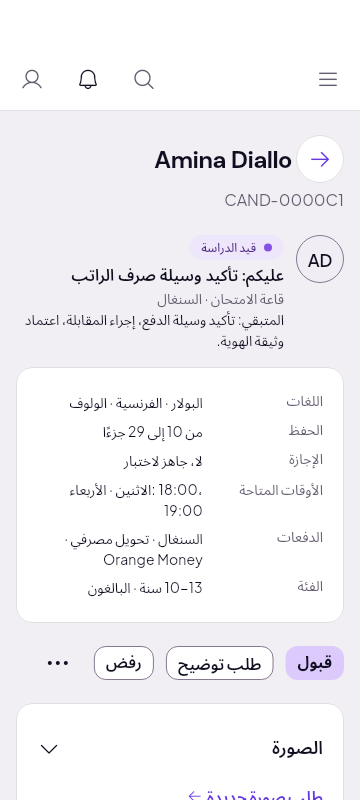 Amina Diallo
CAND-0000C1
AD
قيد الدراسة
عليكم: تأكيد وسيلة صرف الراتب
قاعة الامتحان · السنغال
المتبقي: تأكيد وسيلة الدفع، إجراء المقابلة، اعتماد
وثيقة الهوية.
اللغات
البولار · الفرنسية · الولوف
الحفظ
من 10 إلى 29 جزءًا
الإجازة
لا، جاهز لاختبار
الأوقات المتاحة
الاثنين · الأربعاء: 18:00،
19:00
الدفعات
السنغال · تحويل مصرفي ·
Orange Money
الفئة
10–13 سنة · البالغون
قبول
طلب توضيح
رفض
الصورة
طلب صورة جديدة ←